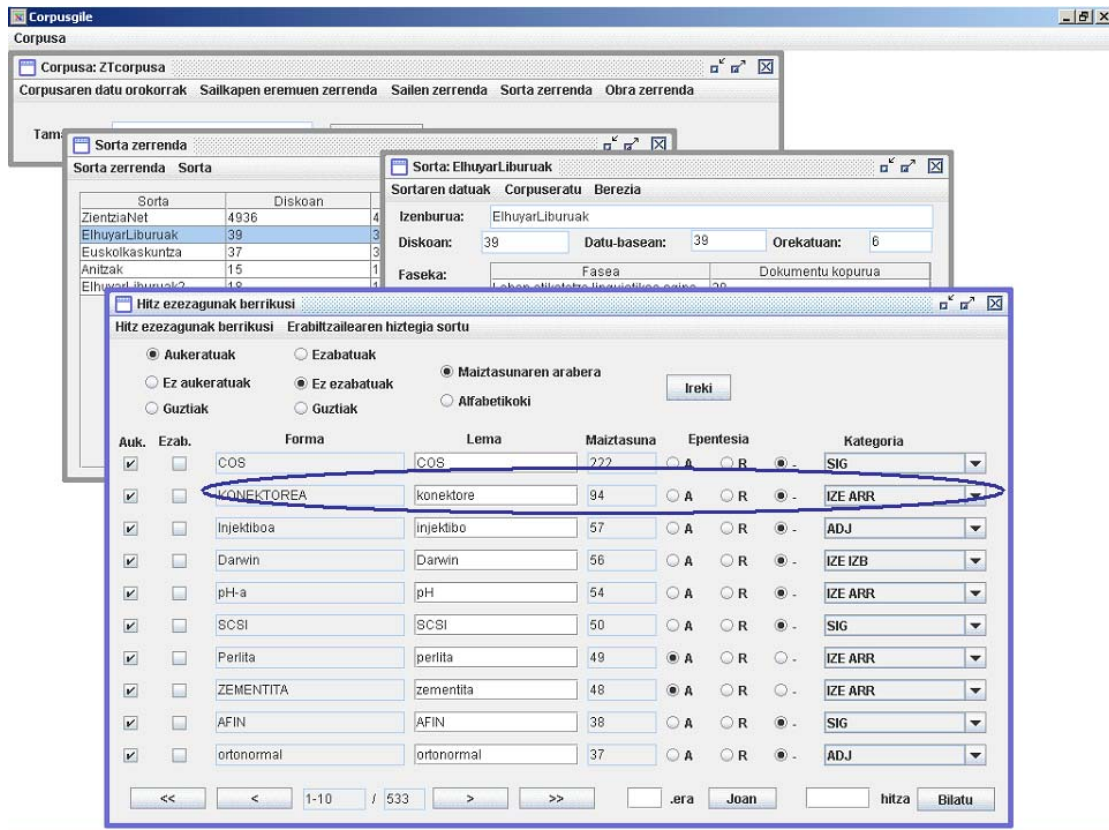 Corpusgile
Corpusa
Corpusa: ZTcorpusa
Corpusaren datu orokorrak Sailkapen eremuen zerrenda Sailen zerrenda Sorta zerrenda Obra zerrenda
Sorta zerrenda
Sorta zerrenda Sorta
Sorta Diskoan
ZientziaNet 4936 4
ElhuyarLiburuak 39 3
Euskolkaskuntza 37 3
Anitzak 15 1
Sorta: ElhuyarLiburuak
Sortaren datuak Corpuseratu Berezia
Izenburua: ElhuyarLiburuak
Diskoan: 39 Datu-basean: 39 Orekatuan: 6
Faseka: Fasea Dokumentu kopurua
Hitz ezezagunak berrikusi
Hitz ezezagunak berrikusi Erabiltzailearen hiztegia sortu
Aukeratuak Ezabatuak
Ez aukeratuak Ez ezabatuak Maiztasunaren arabera Ireki
Guztiak Guztiak Alfabetikoki
Auk. Ezab. Forma Lema Maiztasuna Epentesia Kategoria
COS COS 222 A R - SIG
KONEKTOREA konektore 94 A R - IZE ARR
Injektiboa injektibo 57 A R - ADJ
Darwin Darwin 56 A R - IZE IZB
pH-a pH 54 A R - IZE ARR
SCSI SCSI 50 A R - SIG
Perlita perlita 49 A R - IZE ARR
ZEMENTITA zementita 48 A R - IZE ARR
AFIN AFIN 38 A R - SIG
ortonormal ortonormal 37 A R - ADJ
<< < 1-10 / 533 > >> .era Joan hitza Bilatu